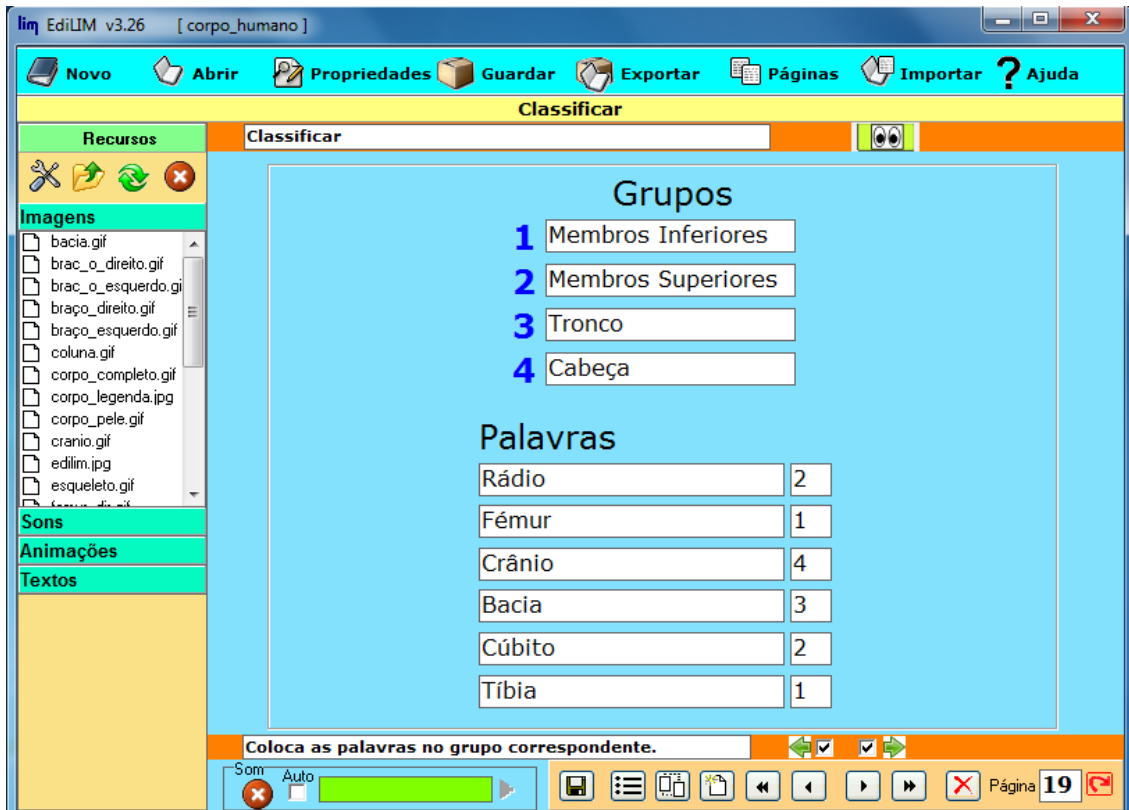 lim EdiLIM v3.26 [ corpo_humano ]
Novo Abrir Propriedades Guardar Exportar Páginas Importar ? Ajuda
Classificar
Recursos
Classificar
Imagens
bacia.gif
brac_o_direito.gif
brac_o_esquerdo.gi
braço_direito.gif
braço_esquerdo.gif
coluna.gif
corpo_completo.gif
corpo_legenda.jpg
corpo_pele.gif
cranio.gif
edilim.jpg
esqueleto.gif
Sons
Animações
Textos
Grupos
1 Membros Inferiores
2 Membros Superiores
3 Tronco
4 Cabeça
Palavras
Rádio 2
Fémur 1
Crânio 4
Bacia 3
Cúbito 2
Tíbia 1
Coloca as palavras no grupo correspondente.
Som Auto
Página 19